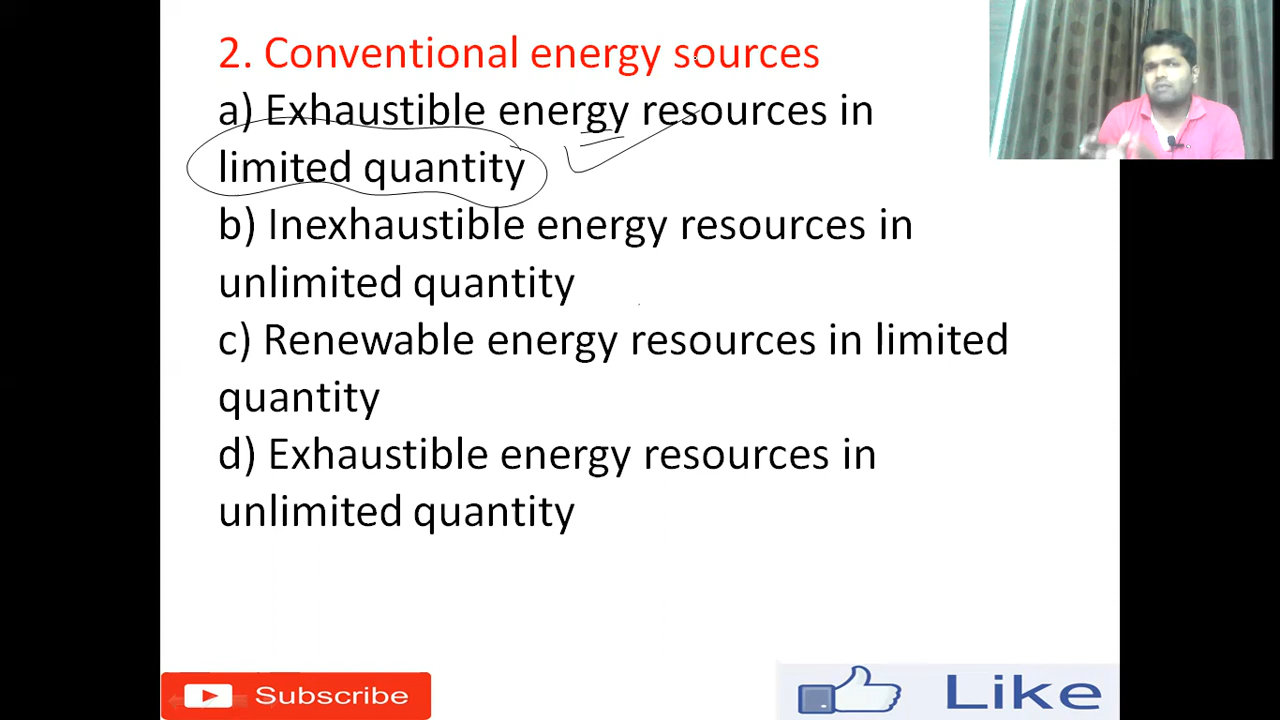 2. Conventional energy sources
a) Exhaustible energy resources in
limited quantity
b) Inexhaustible energy resources in
unlimited quantity
c) Renewable energy resources in limited
quantity
d) Exhaustible energy resources in
unlimited quantity
Subscribe
Like